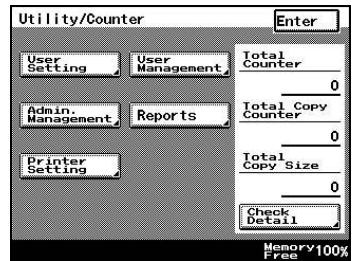 Utility/Counter
Enter
User
Setting
User
Management
Total
Counter
0
Admin.
Management
Reports
Total Copy
Counter
0
Printer
Setting
Total
Copy Size
0
Check
Detail
Memory
Free 100%